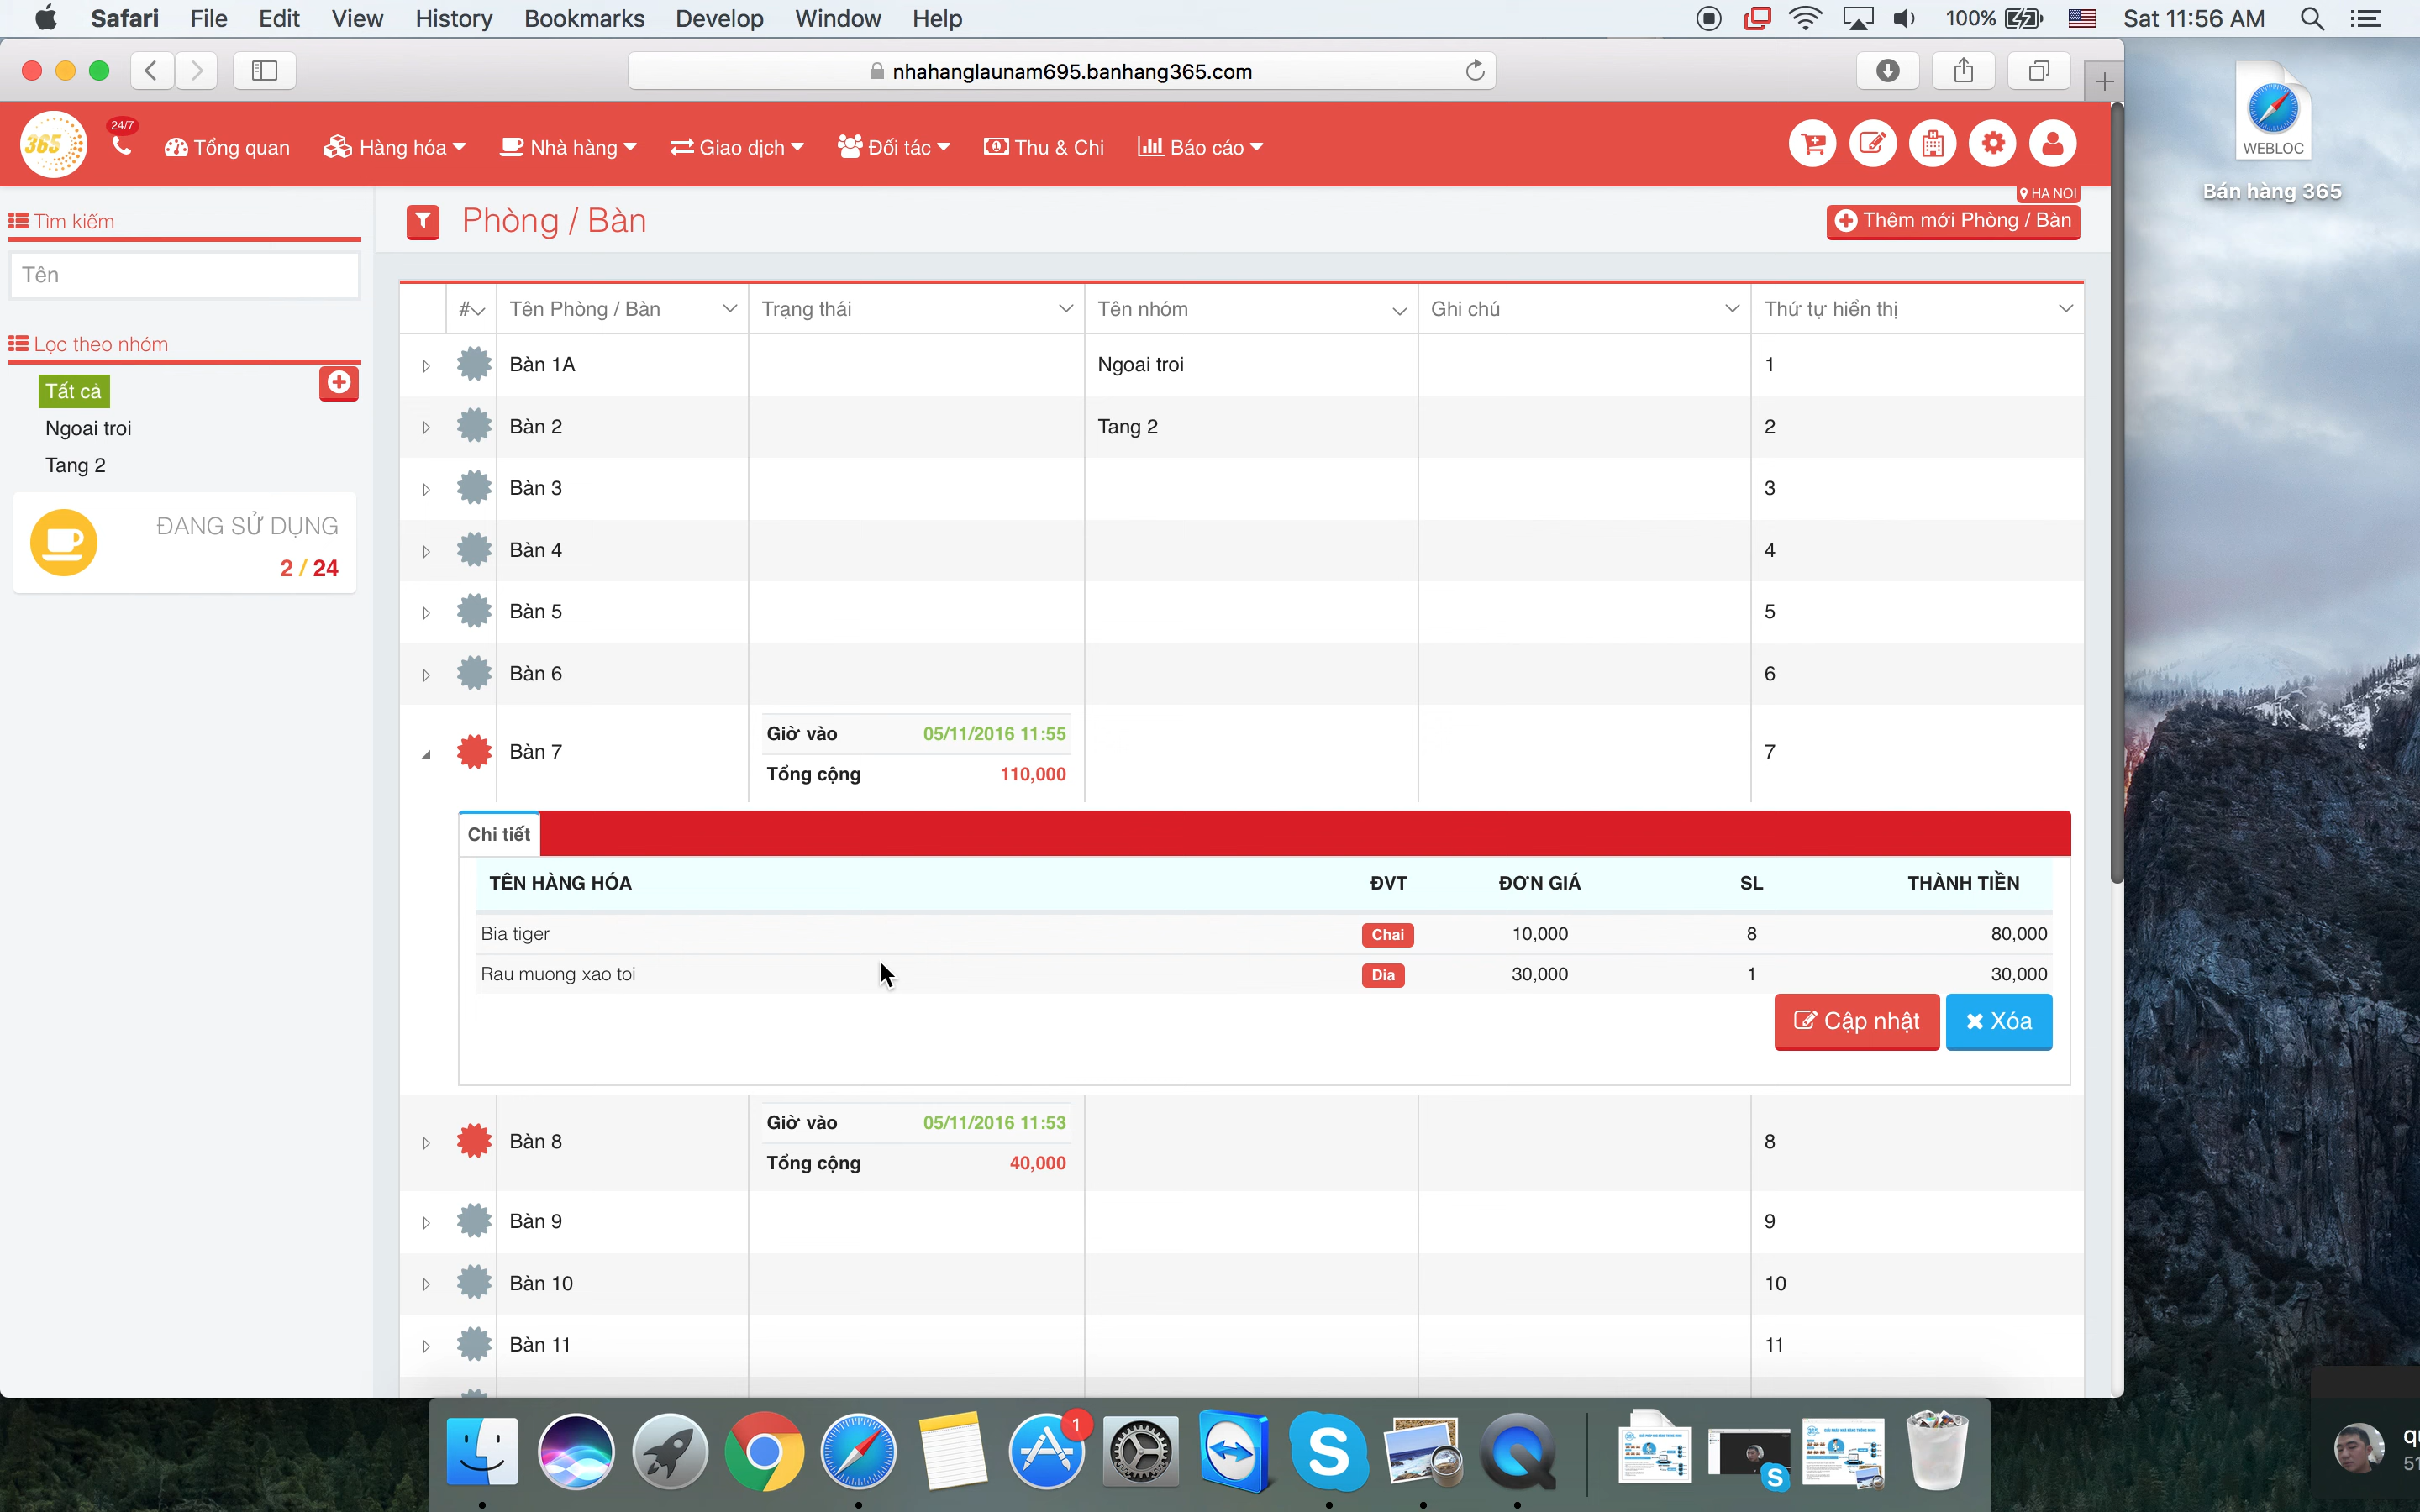 Safari File Edit View History Bookmarks Develop Window Help 100% Sat 11:56 AM
nhahanglaunam695.banhang365.com
WEBLOC
Bán hàng 365
365 24/7 Tổng quan Hàng hóa Nhà hàng Giao dịch Đối tác Thu & Chi Báo cáo
HA NOI
Tìm kiếm
Phòng / Bàn
Thêm mới Phòng / Bàn
Tên
# Tên Phòng / Bàn Trạng thái Tên nhóm Ghi chú Thứ tự hiển thị
Lọc theo nhóm
Tất cả
Ngoai troi
Tang 2
ĐANG SỬ DỤNG
2 / 24
Bàn 1A Ngoai troi 1
Bàn 2 Tang 2 2
Bàn 3 3
Bàn 4 4
Bàn 5 5
Bàn 6 6
Bàn 7 7
Giờ vào 05/11/2016 11:55
Tổng cộng 110,000
Chi tiết
TÊN HÀNG HÓA ĐVT ĐƠN GIÁ SL THÀNH TIỀN
Bia tiger Chai 10,000 8 80,000
Rau muong xao toi Dia 30,000 1 30,000
Cập nhật Xóa
Bàn 8 8
Giờ vào 05/11/2016 11:53
Tổng cộng 40,000
Bàn 9 9
Bàn 10 10
Bàn 11 11
1